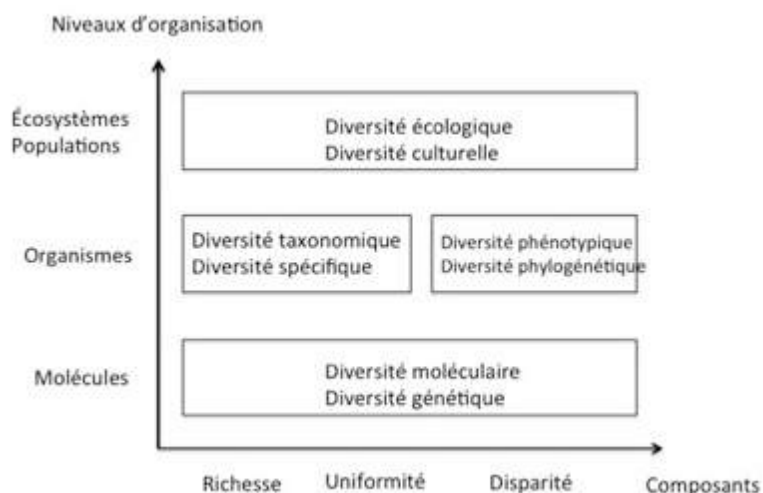 Niveaux d'organisation
Écosystèmes
Populations
Diversité écologique
Diversité culturelle
Organismes
Diversité taxonomique
Diversité spécifique
Diversité phénotypique
Diversité phylogénétique
Molécules
Diversité moléculaire
Diversité génétique
Richesse
Uniformité
Disparité
Composants